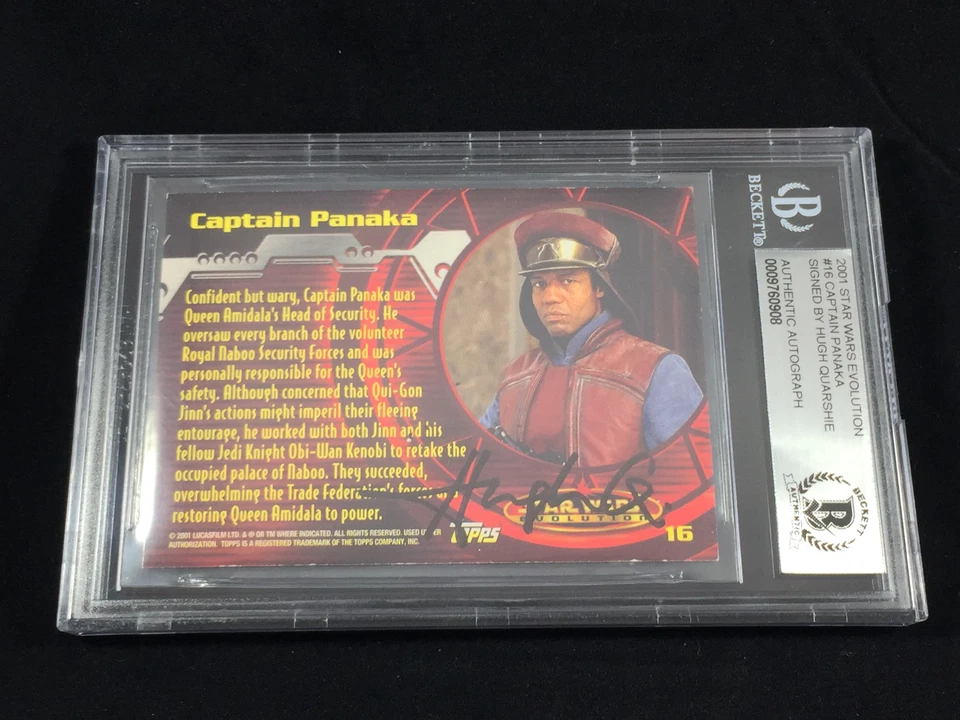 Captain Panaka
Confident but wary, Captain Panaka was
Queen Amidala's Head of Security. He
oversaw every branch of the volunteer
Royal Naboo Security Forces and was
personally responsible for the Queen's
safety. Although concerned that Qui-Gon
Jinn's actions might imperil their fleeing
entourage, he worked with both Jinn and his
fellow Jedi Knight Obi-Wan Kenobi to retake the
occupied palace of Naboo. They succeeded,
overwhelming the Trade Federation's forces and
restoring Queen Amidala to power.
© 2001 LUCASFILM LTD. & ® OR TM WHERE INDICATED. ALL RIGHTS RESERVED. USED UNDER
AUTHORIZATION. TOPPS IS A REGISTERED TRADEMARK OF THE TOPPS COMPANY, INC.
TOPPS
STAR WARS
EVOLUTION
16
B
BECKETT®
2001 STAR WARS EVOLUTION
#16 CAPTAIN PANAKA
SIGNED BY HUGH QUARSHIE
AUTHENTIC AUTOGRAPH
0009760908
BECKETT
B
AUTHENTIC